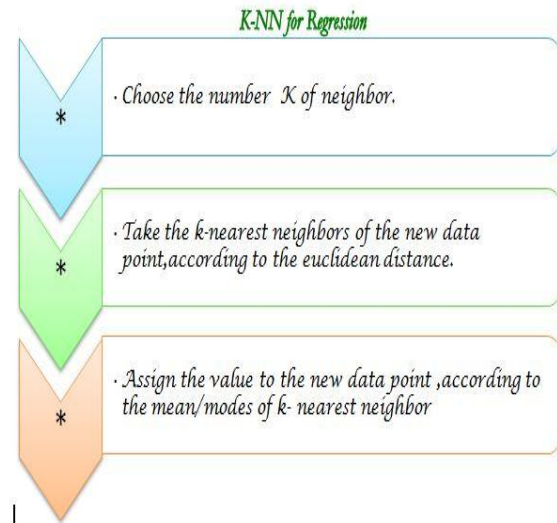 K-NN for Regression
*
· Choose the number K of neighbor.
*
· Take the k-nearest neighbors of the new data
point,according to the euclidean distance.
*
· Assign the value to the new data point ,according to
the mean/modes of k- nearest neighbor
|